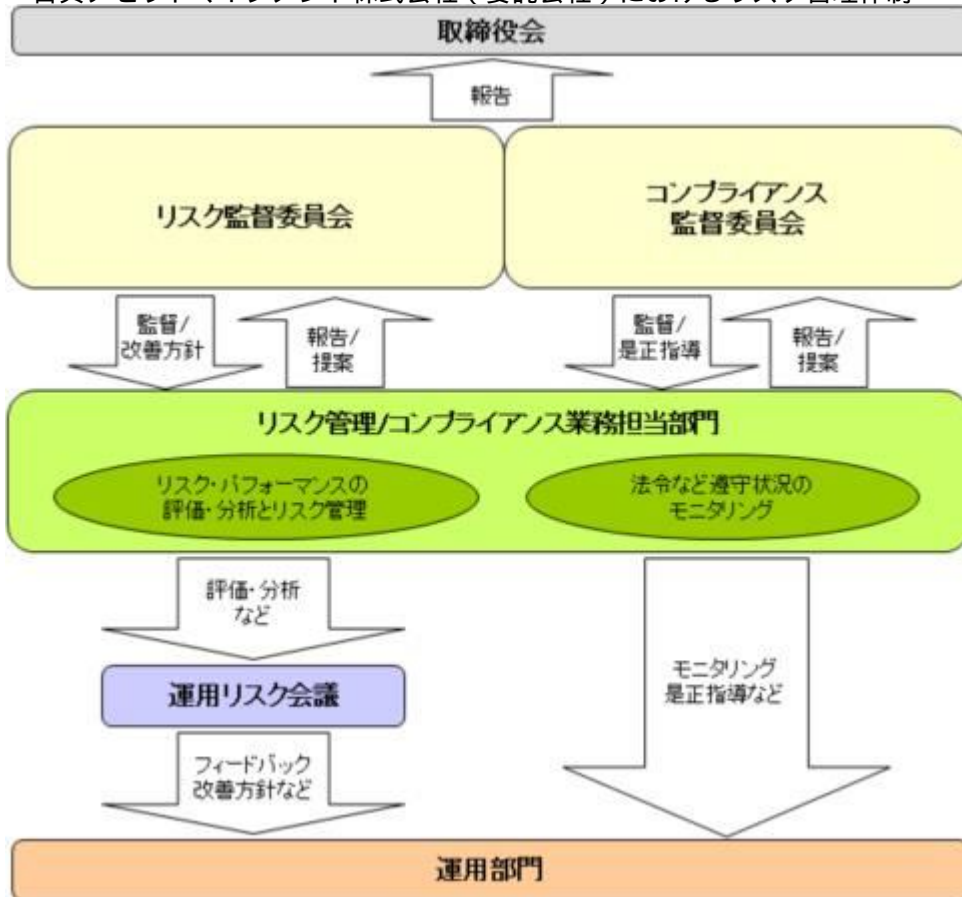 取締役会
報告
リスク監督委員会
コンプライアンス
監督委員会
監督/
改善方針
報告/
提案
監督/
是正指導
報告/
提案
リスク管理/コンプライアンス業務担当部門
リスク・パフォーマンスの
評価・分析とリスク管理
法令など遵守状況の
モニタリング
評価・分析
など
運用リスク会議
モニタリング
是正指導など
フィードバック
改善方針など
運用部門